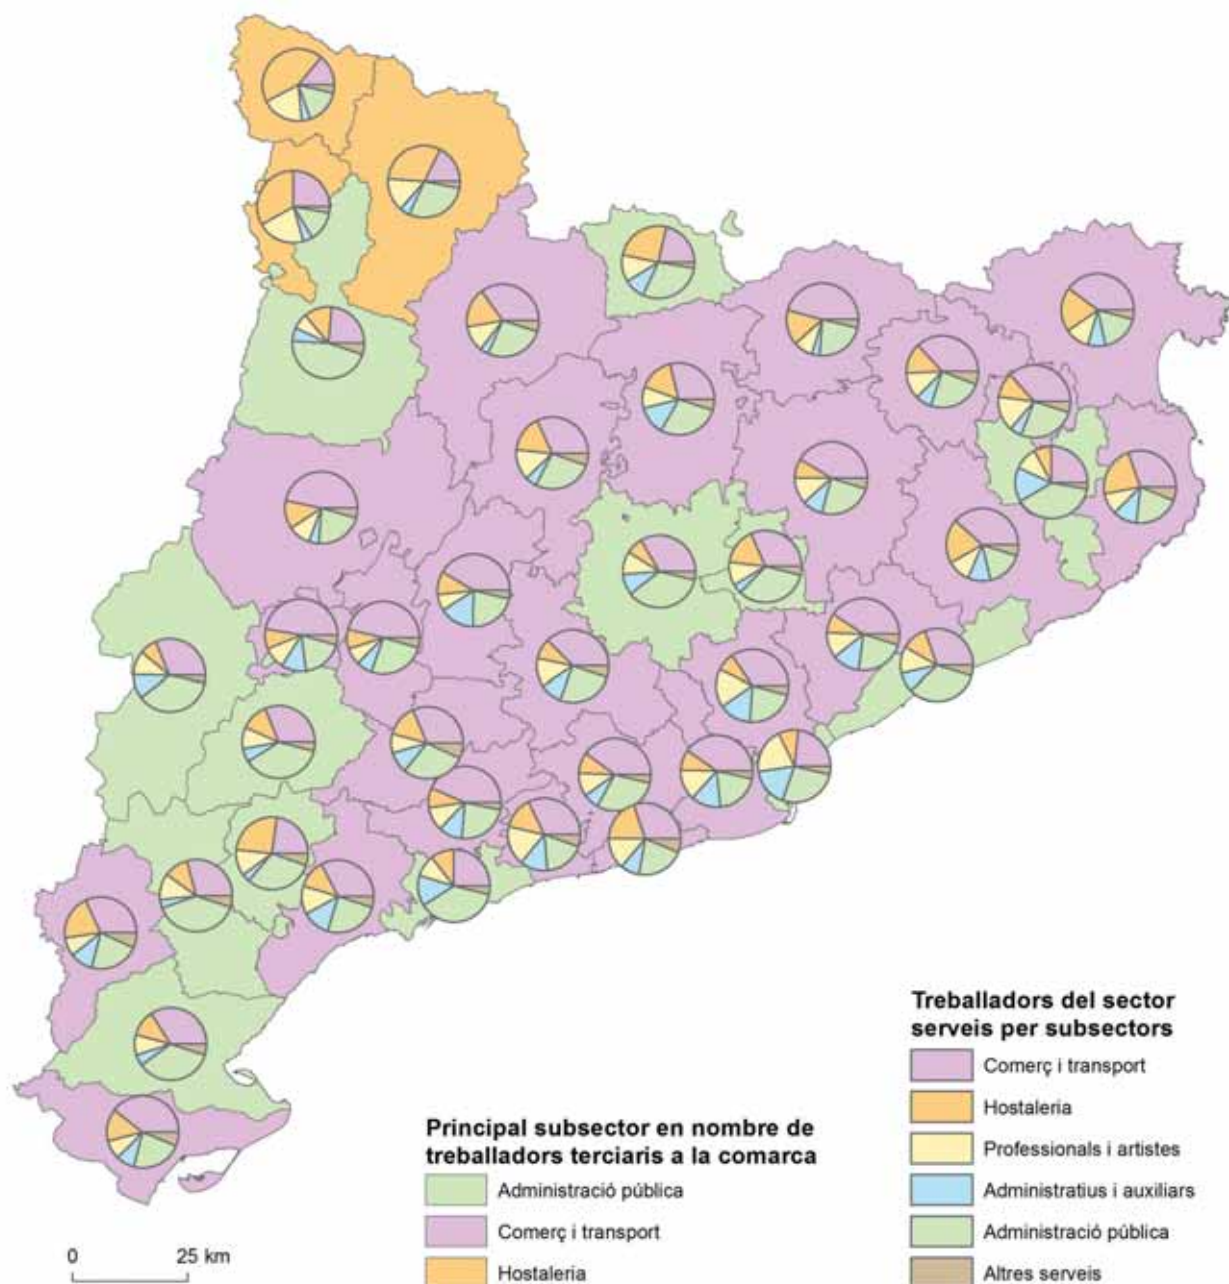 Treballadors del sector
serveis per subsectors
Comerç i transport
Hostaleria
Professionals i artistes
Administratius i auxiliars
Administració pública
Altres serveis
Principal subsector en nombre de
treballadors terciaris a la comarca
Administració pública
Comerç i transport
Hostaleria
0 25 km